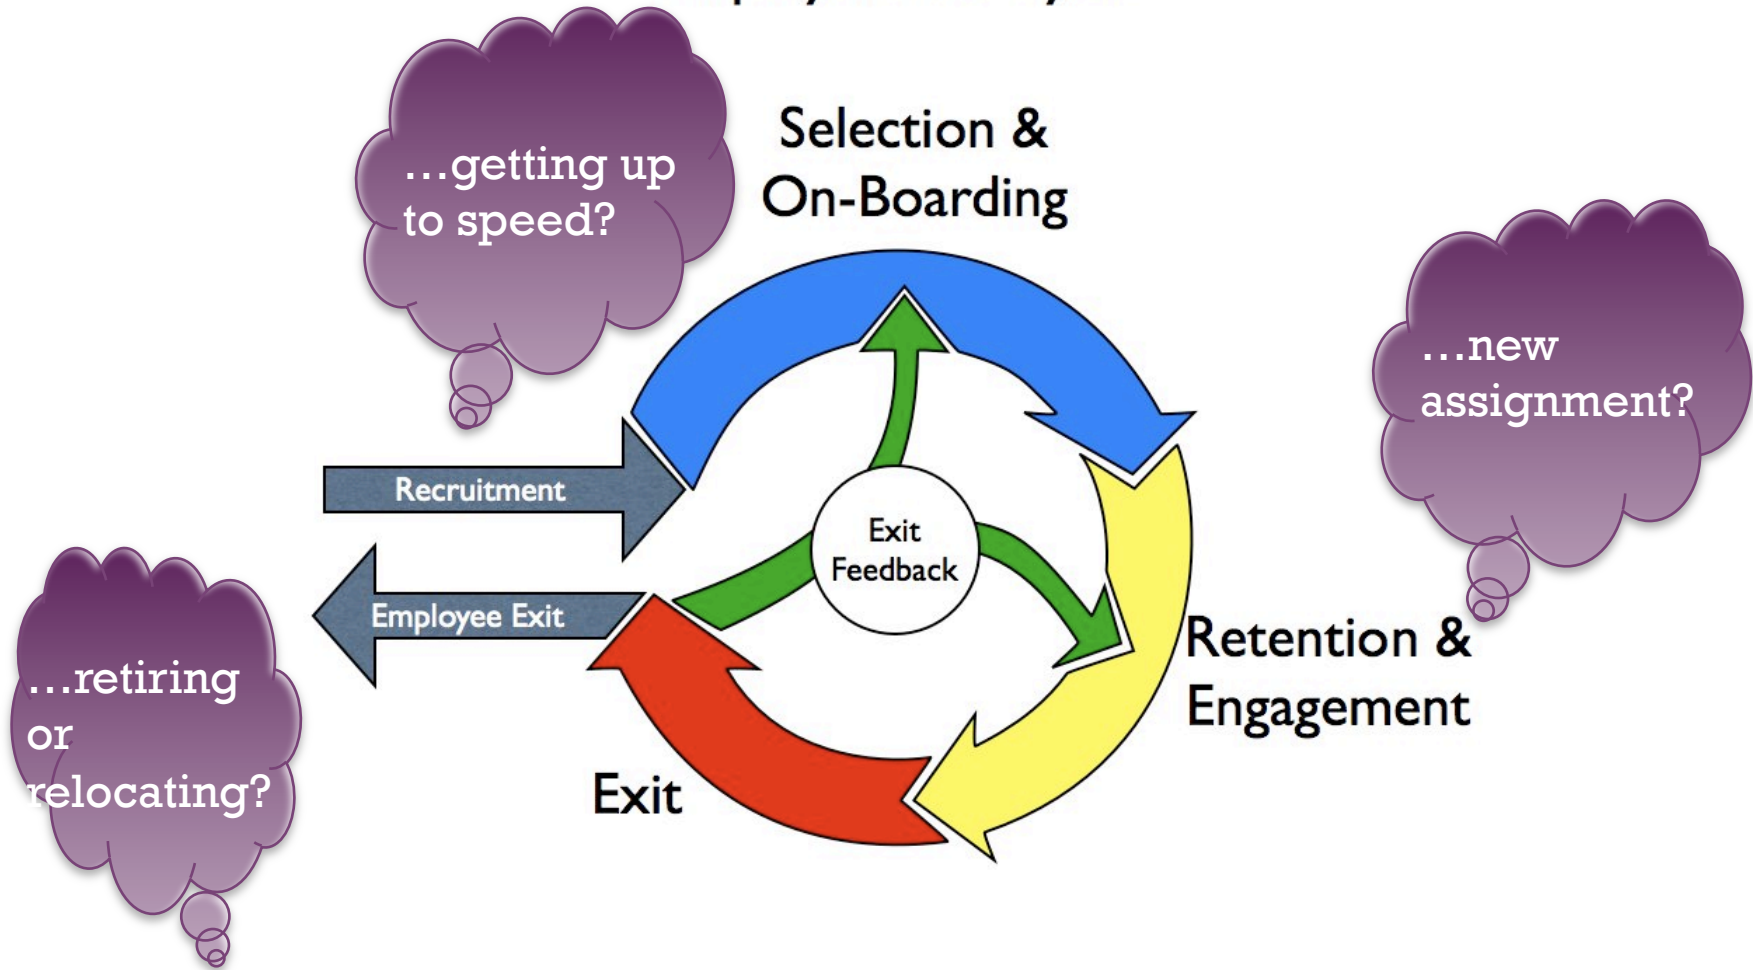 …getting up
to speed?
Selection &
On-Boarding
…new
assignment?
Recruitment
Exit
Feedback
Employee Exit
Retention &
Engagement
…retiring
or
relocating?
Exit